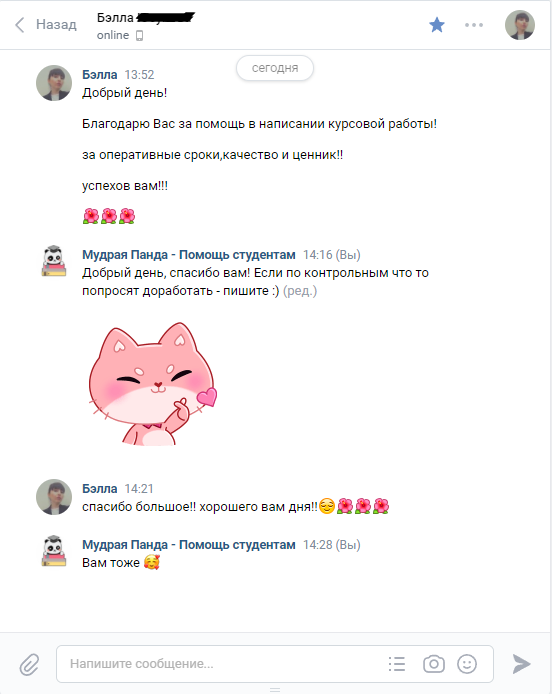 Назад
Бэлла
online
сегодня
Бэлла 13:52
Добрый день!
Благодарю Вас за помощь в написании курсовой работы!
за оперативные сроки,качество и ценник!!
успехов вам!!!
🌺🌺🌺
Мудрая Панда - Помощь студентам 14:16 (Вы)
Добрый день, спасибо вам! Если по контрольным что то
попросят доработать - пишите :) (ред.)
Бэлла 14:21
спасибо большое!! хорошего вам дня!!😌🌺🌺🌺
Мудрая Панда - Помощь студентам 14:28 (Вы)
Вам тоже 🥰
Напишите сообщение...